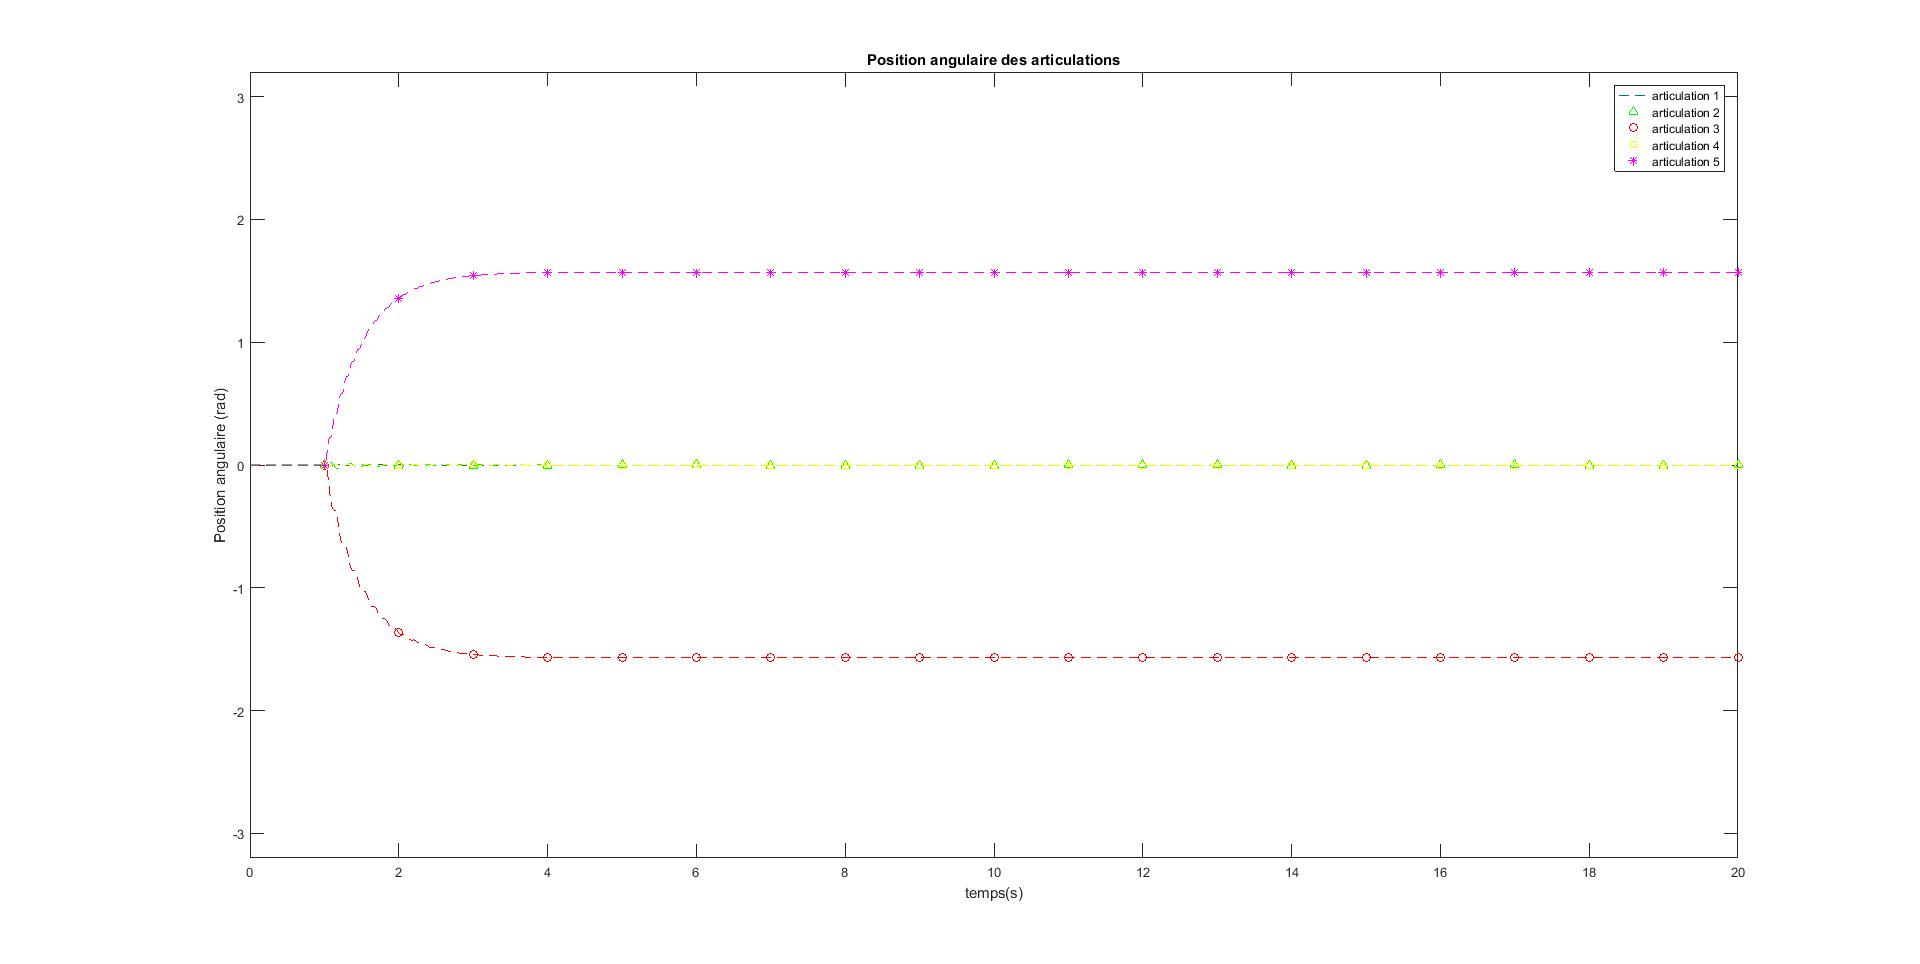 Position angulaire des articulations
articulation 1
articulation 2
articulation 3
articulation 4
articulation 5
Position angulaire (rad)
3
2
1
0
-1
-2
-3
0 2 4 6 8 10 12 14 16 18 20
temps(s)